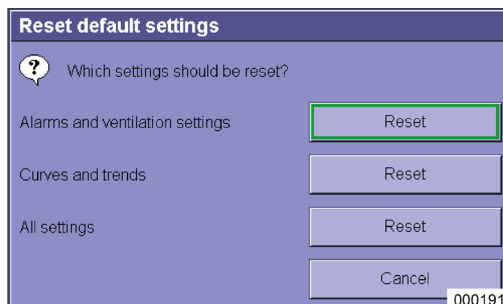 Reset default settings
? Which settings should be reset?
Alarms and ventilation settings Reset
Curves and trends Reset
All settings Reset
Cancel
000191